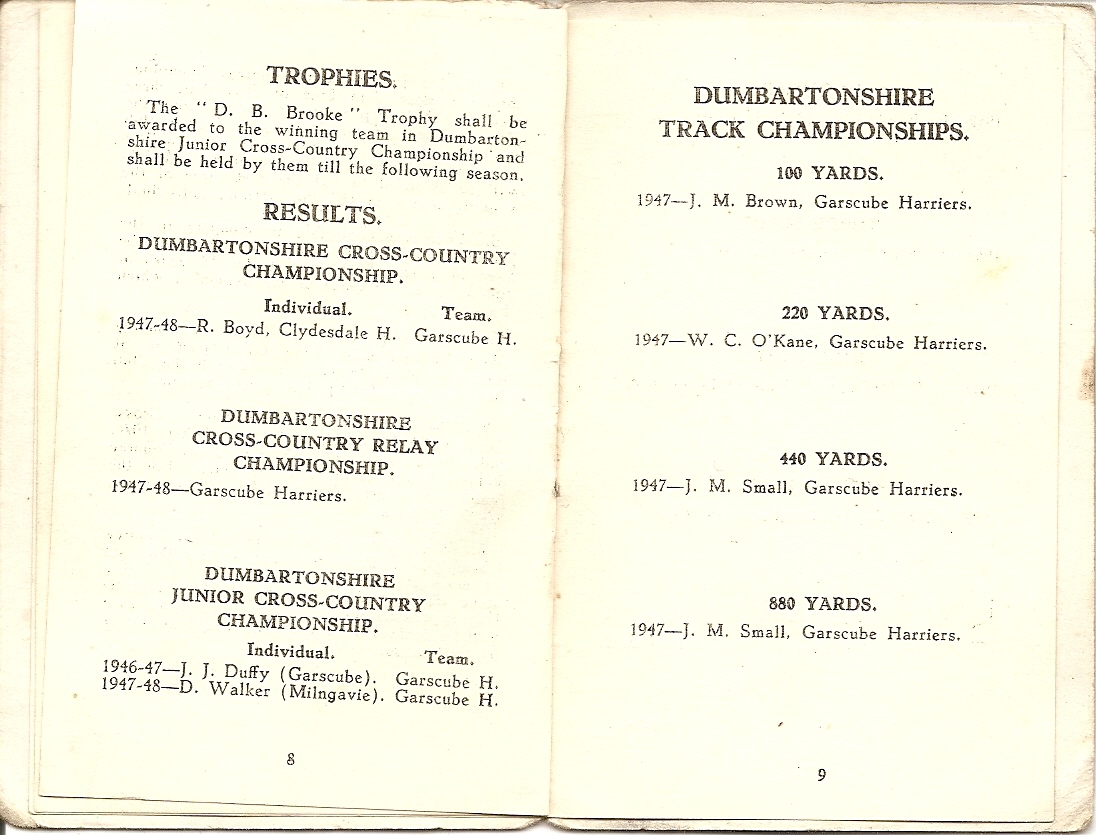 TROPHIES.
The "D. B. Brooke" Trophy shall be
awarded to the winning team in Dumbarton-
shire Junior Cross-Country Championship and
shall be held by them till the following season.
RESULTS.
DUMBARTONSHIRE CROSS-COUNTRY
CHAMPIONSHIP.
Individual. Team.
1947-48—R. Boyd, Clydesdale H. Garscube H.
DUMBARTONSHIRE
CROSS-COUNTRY RELAY
CHAMPIONSHIP.
1947-48—Garscube Harriers.
DUMBARTONSHIRE
JUNIOR CROSS-COUNTRY
CHAMPIONSHIP.
Individual. Team.
1946-47—J. J. Duffy (Garscube). Garscube H.
1947-48—D. Walker (Milngavie). Garscube H.
8
DUMBARTONSHIRE
TRACK CHAMPIONSHIPS.
100 YARDS.
1947—J. M. Brown, Garscube Harriers.
220 YARDS.
1947—W. C. O'Kane, Garscube Harriers.
440 YARDS.
1947—J. M. Small, Garscube Harriers.
880 YARDS.
1947—J. M. Small, Garscube Harriers.
9